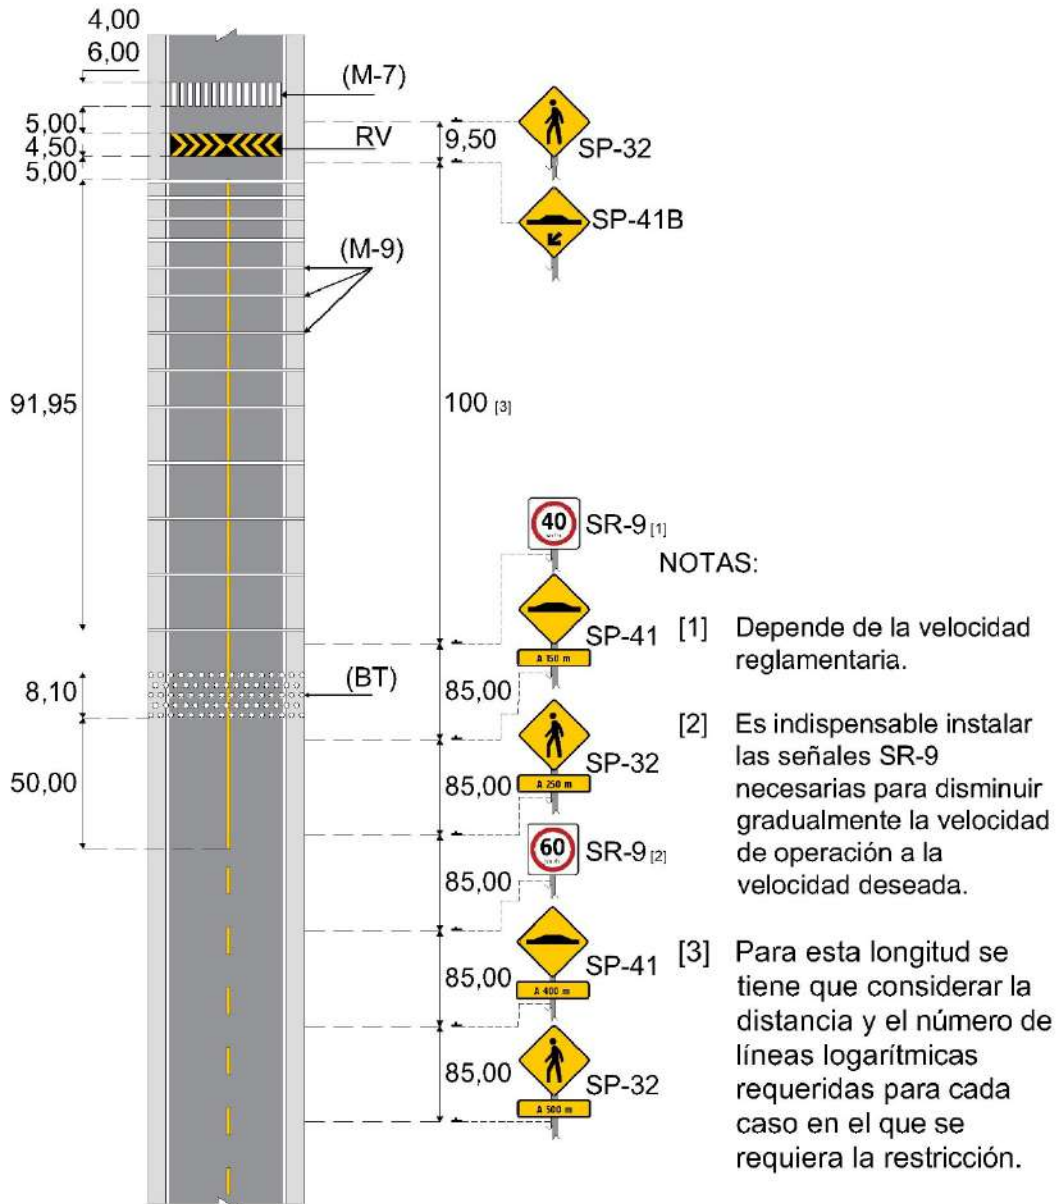 4,00
6,00
(M-7)
5,00
RV
9,50
SP-32
4,50
5,00
SP-41B
(M-9)
91,95
100 [3]
40
SR-9 [1]
SP-41
A 150 m
8,10
(BT)
85,00
SP-32
A 250 m
50,00
85,00
60
SR-9 [2]
85,00
SP-41
A 400 m
85,00
SP-32
A 500 m
85,00
NOTAS:
[1] Depende de la velocidad
reglamentaria.
[2] Es indispensable instalar
las señales SR-9
necesarias para disminuir
gradualmente la velocidad
de operación a la
velocidad deseada.
[3] Para esta longitud se
tiene que considerar la
distancia y el número de
líneas logarítmicas
requeridas para cada
caso en el que se
requiera la restricción.